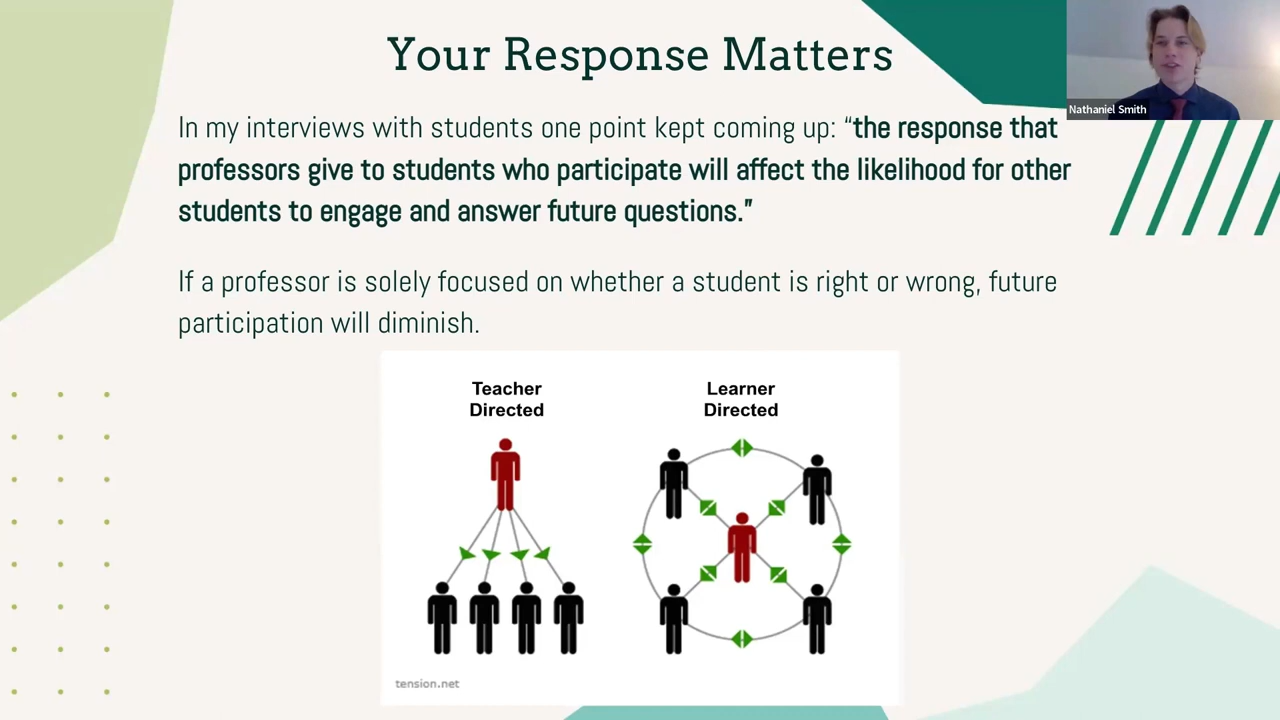 Your Response Matters
Nathaniel Smith
In my interviews with students one point kept coming up: “the response that
professors give to students who participate will affect the likelihood for other
students to engage and answer future questions.”
If a professor is solely focused on whether a student is right or wrong, future
participation will diminish.
Teacher
Directed
Learner
Directed
tension.net